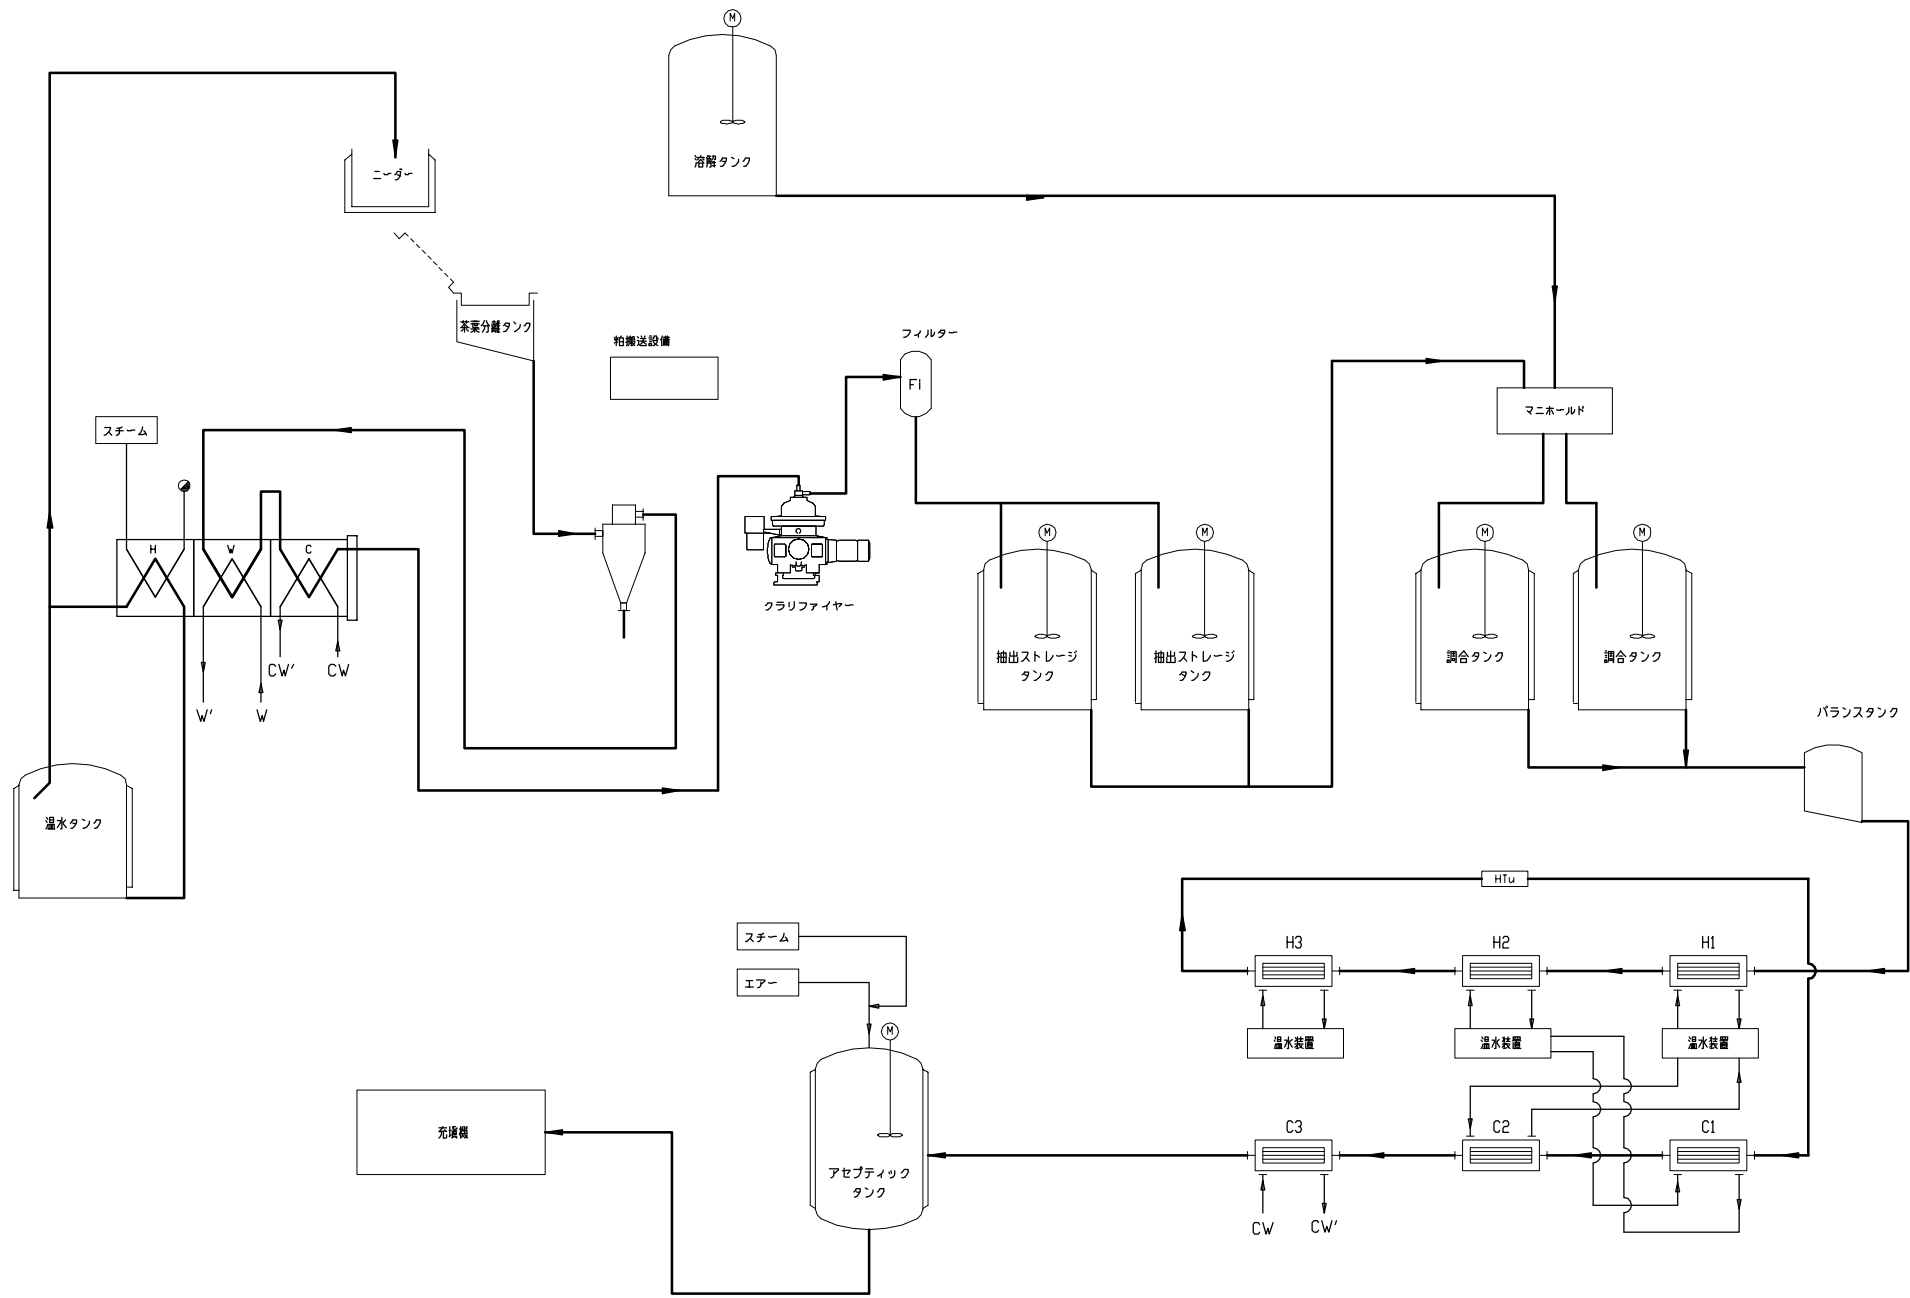 M
溶解タンク
ニーダー
茶葉分離タンク
粕搬送設備
フィルター
Fi
マニホールド
スチーム
H
W
C
CW'
CW
W'
W
クラリファイヤー
M
M
M
M
抽出ストレージ
タンク
抽出ストレージ
タンク
調合タンク
調合タンク
バランスタンク
温水タンク
HTu
スチーム
エアー
H3
H2
H1
温水装置
温水装置
温水装置
M
充填機
アセプティック
タンク
C3
C2
C1
CW
CW'